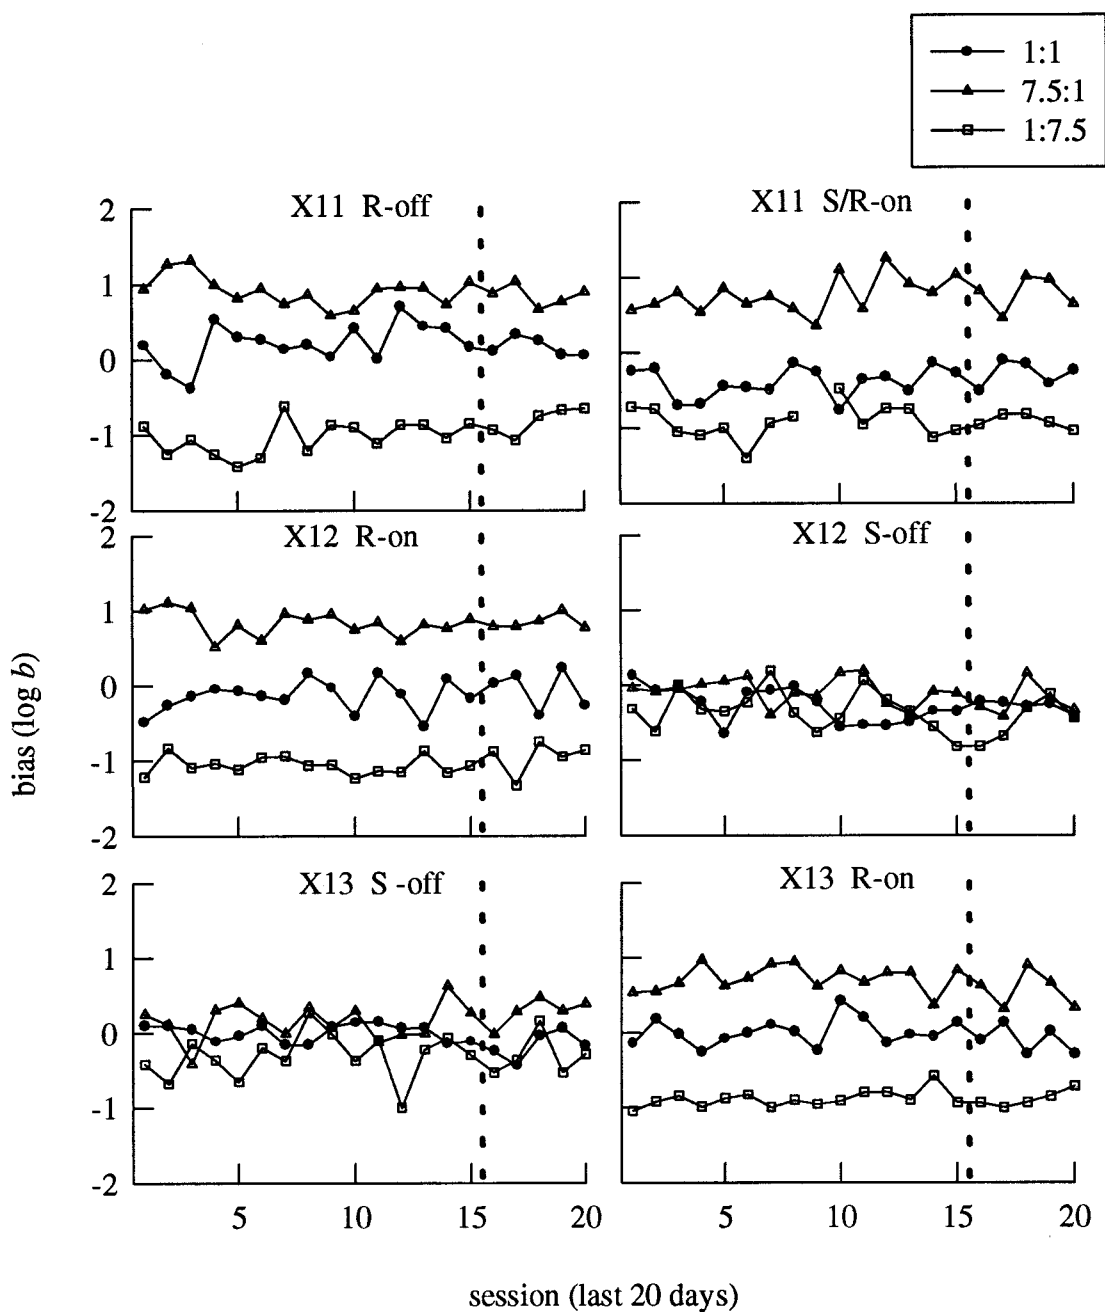 1:1
7.5:1
1:7.5
X11 R-off
X11 S/R-on
2
1
0
-1
-2
X12 R-on
X12 S-off
2
1
0
-1
-2
bias (log b)
X13 S -off
X13 R-on
2
1
0
-1
-2
5 10 15 20 5 10 15 20
session (last 20 days)